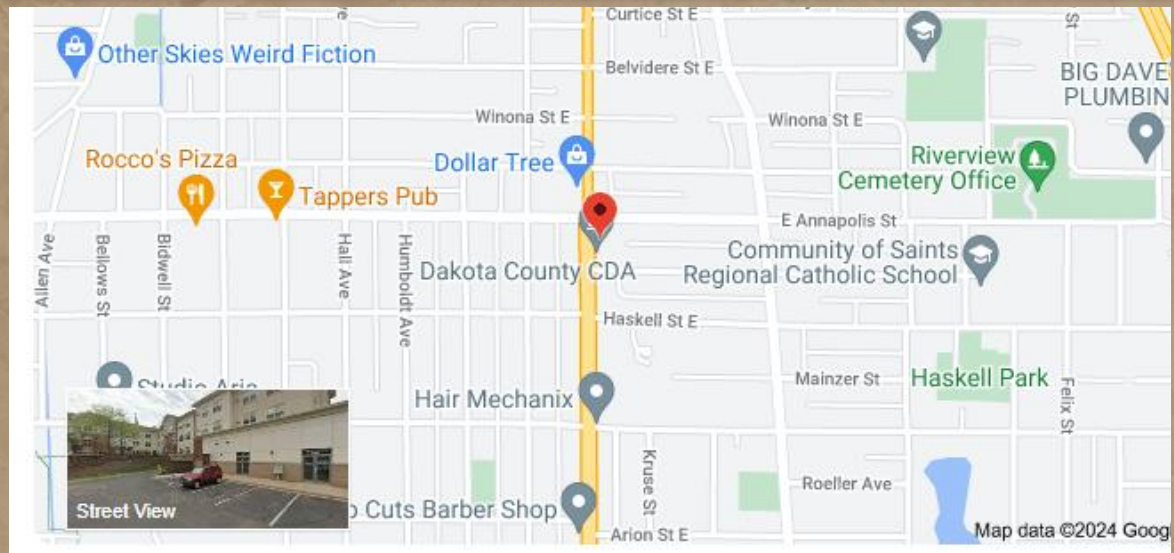 Curtice St E
Other Skies Weird Fiction
Belvidere St E
BIG DAVE
PLUMBIN
St
Winona St E
Winona St E
Rocco's Pizza
Dollar Tree
Riverview
Cemetery Office
Tappers Pub
E Annapolis St
Allen Ave
Bellows St
Bidwell St
Hall Ave
Humboldt Ave
Dakota County CDA
Community of Saints
Regional Catholic School
Haskell St E
Studio Aria
Hair Mechanix
Mainzer St
Haskell Park
Felix St
Kruse St
Roeller Ave
Street View
Cuts Barber Shop
Arion St E
Map data ©2024 Goog